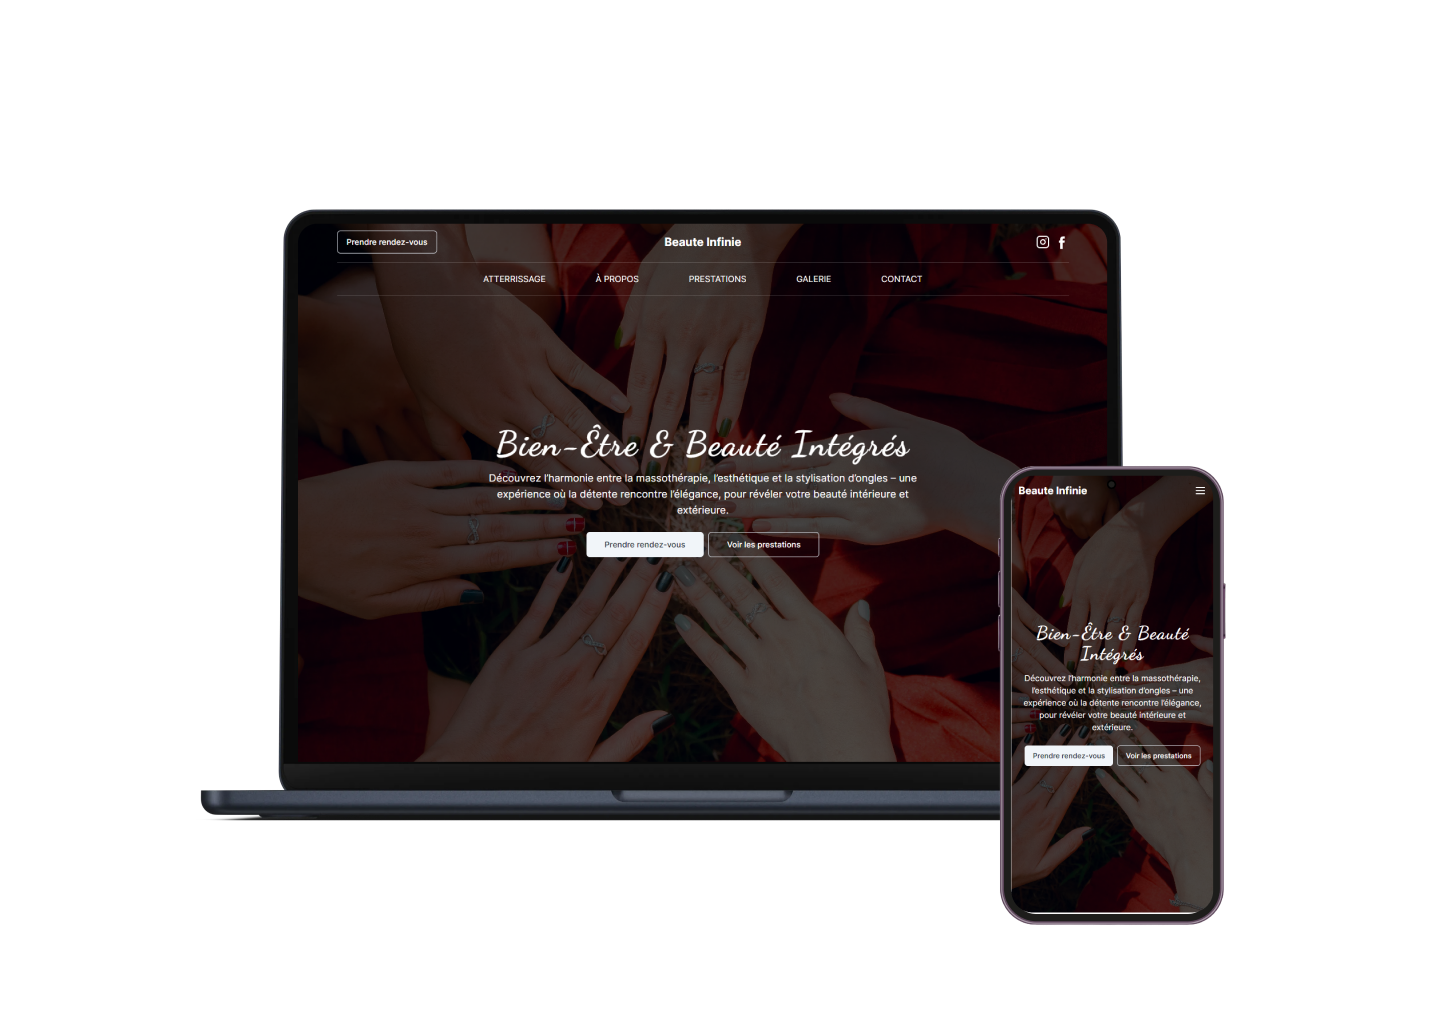 Prendre rendez-vous
Beaute Infinie
ATTERRISSAGE À PROPOS PRESTATIONS GALERIE CONTACT
Bien-Être & Beauté Intégrés
Découvrez l'harmonie entre la massothérapie, l'esthétique et la stylisation d'ongles – une
expérience où la détente rencontre l'élégance, pour révéler votre beauté intérieure et
extérieure.
Prendre rendez-vous Voir les prestations
Beaute Infinie
Bien-Être & Beauté
Intégrés
Découvrez l'harmonie entre la massothérapie,
l'esthétique et la stylisation d'ongles – une
expérience où la détente rencontre l'élégance,
pour révéler votre beauté intérieure et
extérieure.
Prendre rendez-vous Voir les prestations